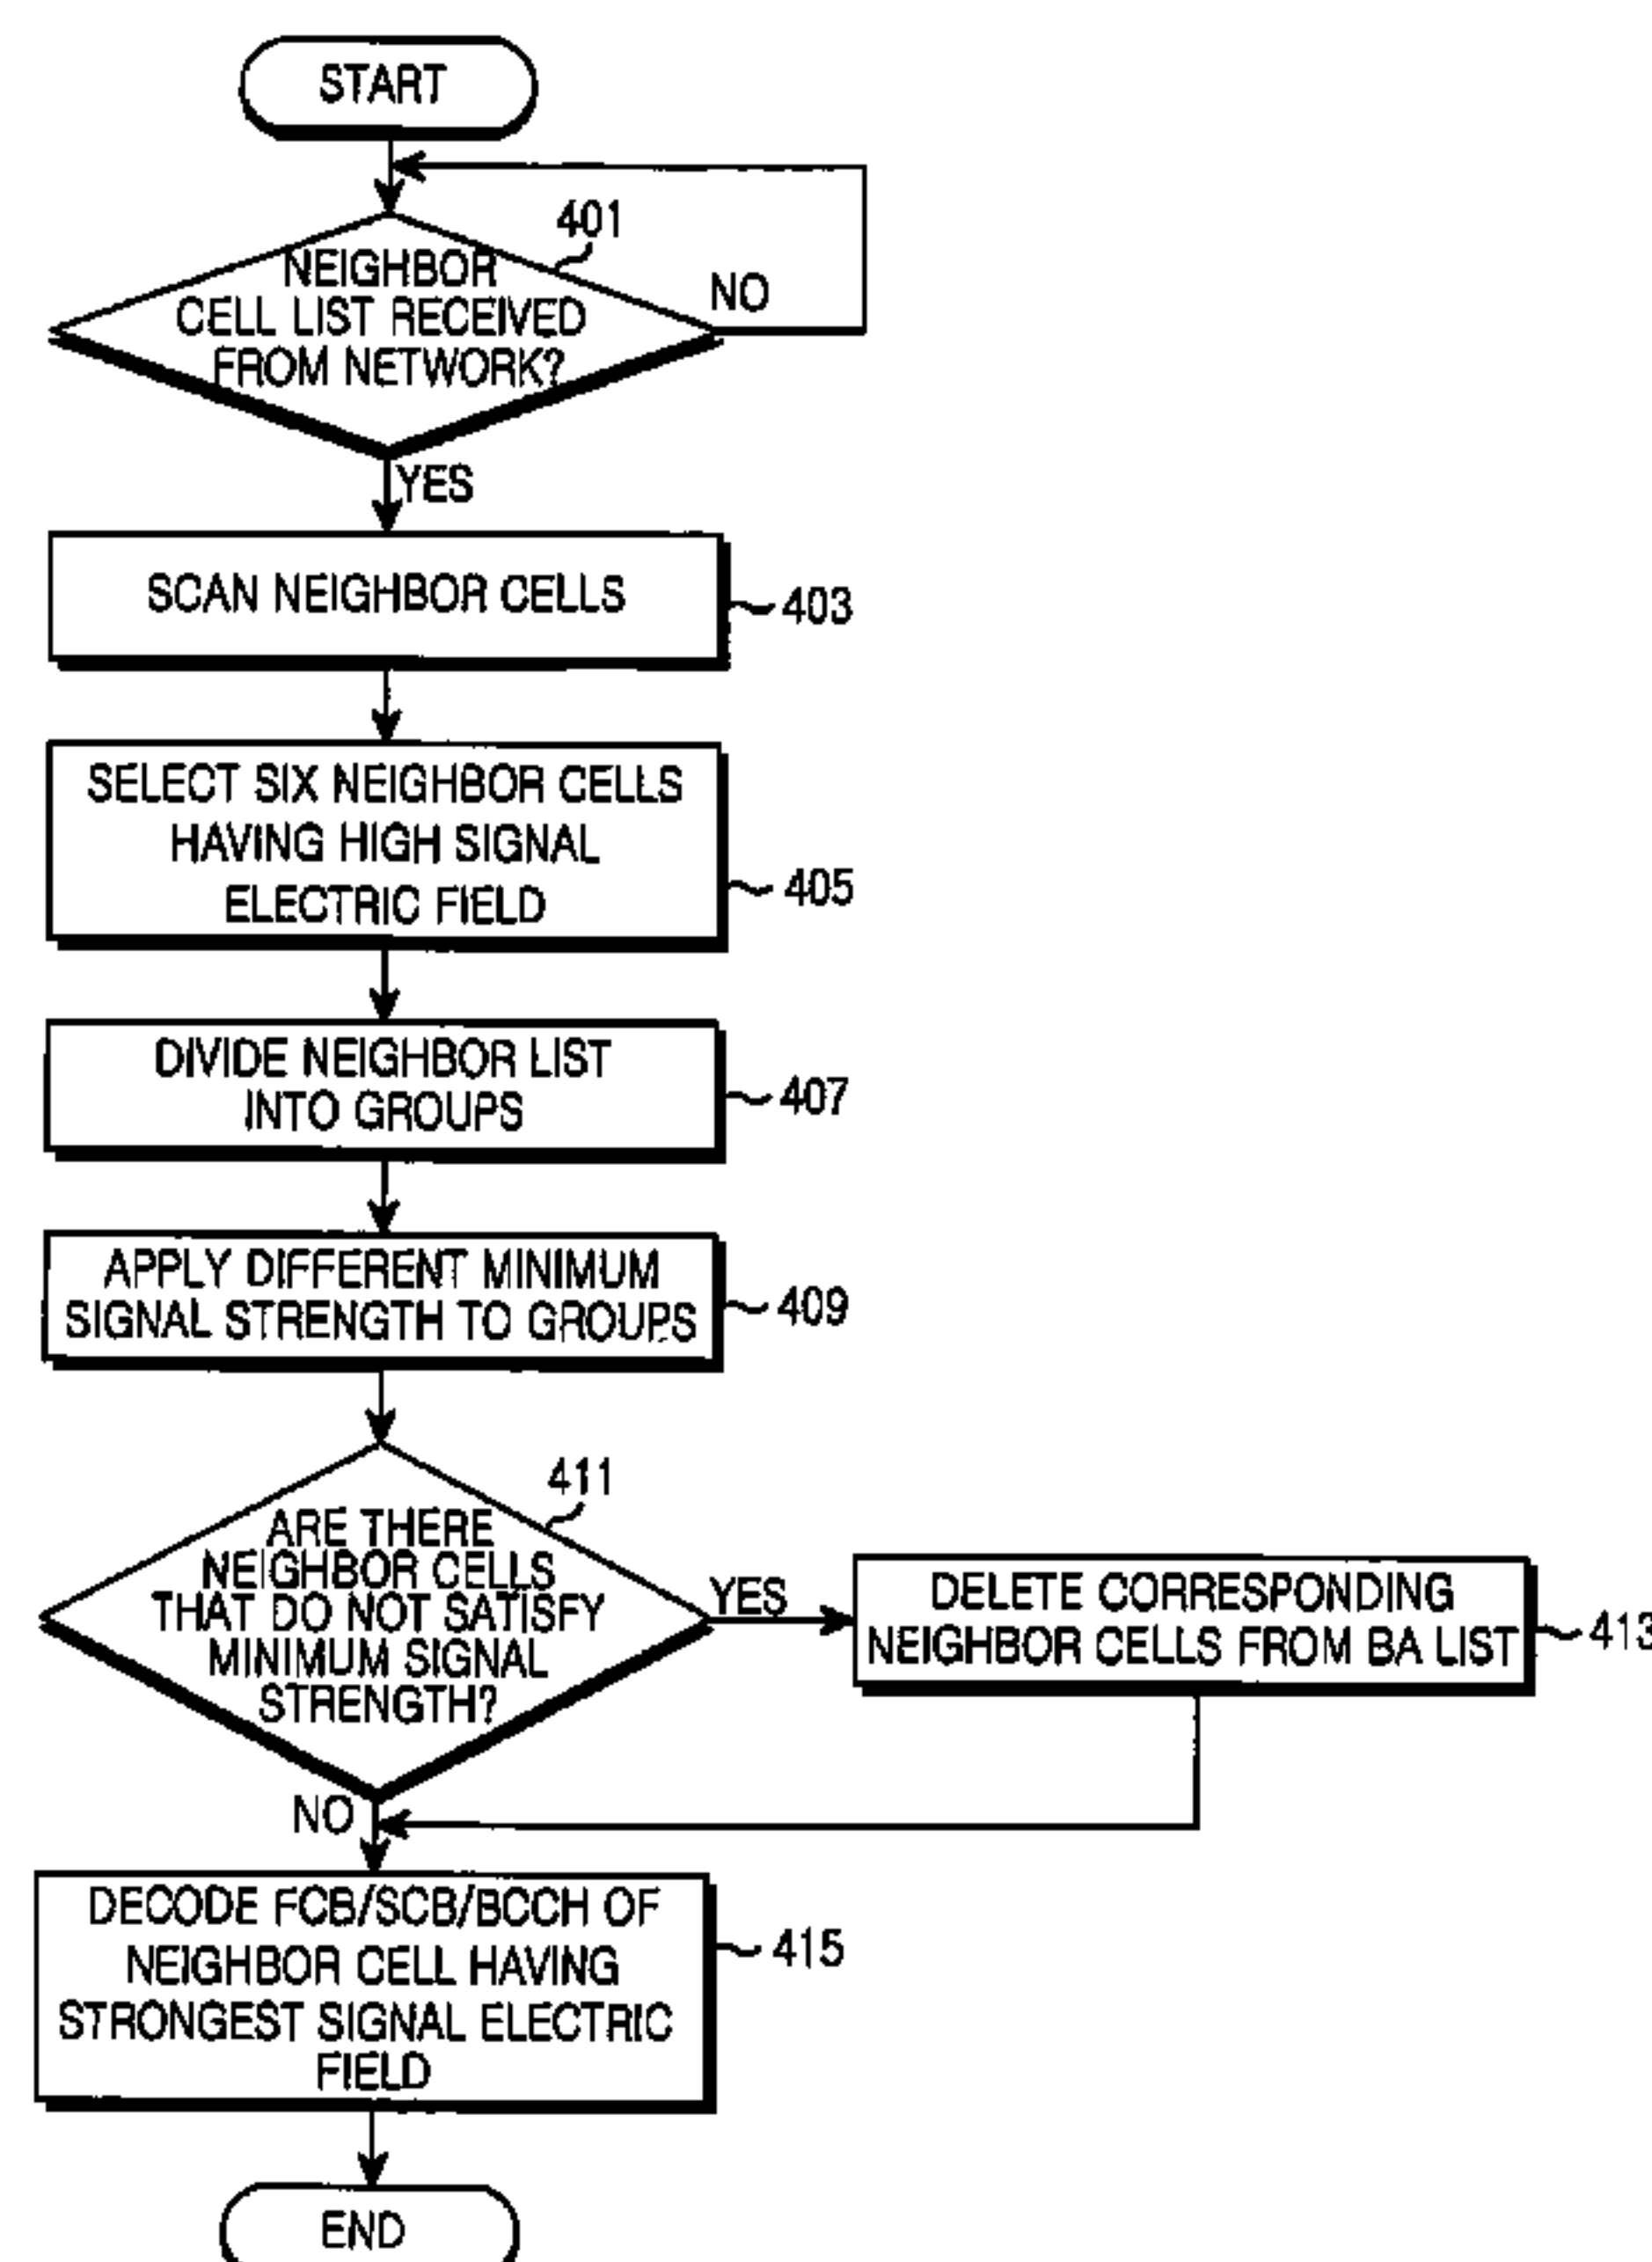 START
401
NEIGHBOR
CELL LIST RECEIVED
FROM NETWORK?
NO
YES
SCAN NEIGHBOR CELLS
403
SELECT SIX NEIGHBOR CELLS
HAVING HIGH SIGNAL
ELECTRIC FIELD
405
DIVIDE NEIGHBOR LIST
INTO GROUPS
407
APPLY DIFFERENT MINIMUM
SIGNAL STRENGTH TO GROUPS
409
411
ARE THERE
NEIGHBOR CELLS
THAT DO NOT SATISFY
MINIMUM SIGNAL
STRENGTH?
YES
DELETE CORRESPONDING
NEIGHBOR CELLS FROM BA LIST
413
NO
DECODE FCB/SCB/BCCH OF
NEIGHBOR CELL HAVING
STRONGEST SIGNAL ELECTRIC
FIELD
415
END